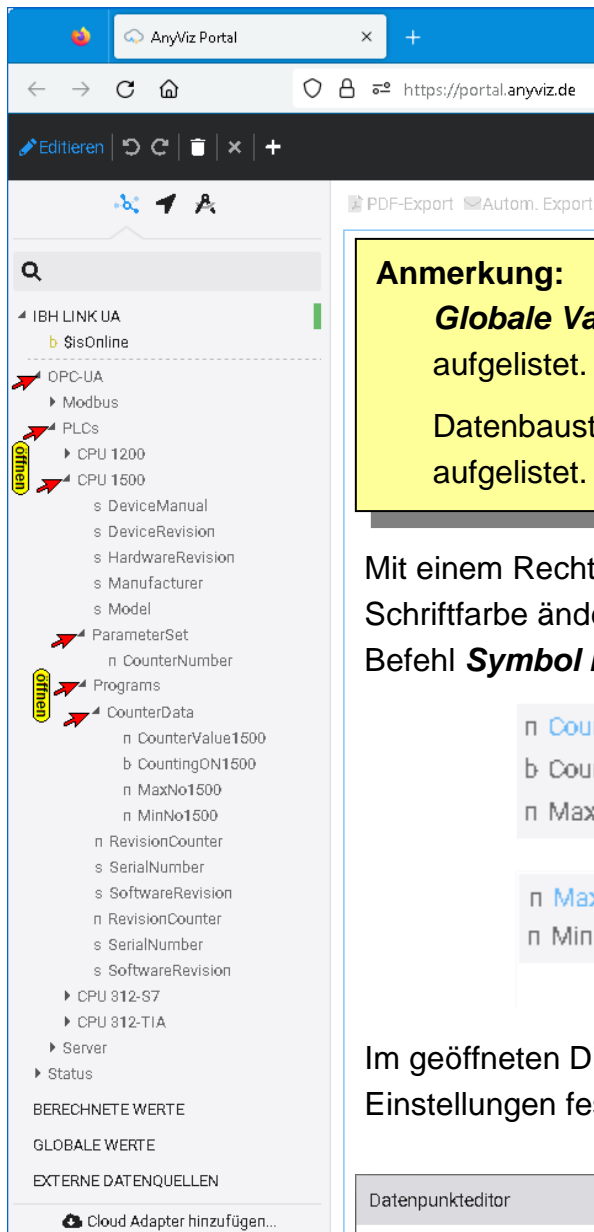 AnyViz Portal
https://portal.anyviz.de
Editieren
PDF-Export Autom. Export
IBH LINK UA
b $isOnline
OPC-UA
Modbus
PLCs
öffnen
CPU 1200
CPU 1500
s DeviceManual
s DeviceRevision
s HardwareRevision
s Manufacturer
s Model
ParameterSet
n CounterNumber
öffnen
Programs
CounterData
n CounterValue1500
b CountingON1500
n MaxNo1500
n MinNo1500
n RevisionCounter
s SerialNumber
s SoftwareRevision
n RevisionCounter
s SerialNumber
s SoftwareRevision
CPU 312-S7
CPU 312-TIA
Server
Status
BERECHNETE WERTE
GLOBALE WERTE
EXTERNE DATENQUELLEN
Cloud Adapter hinzufügen...
Anmerkung:
Globale Va
aufgelistet.
Datenbaust
aufgelistet.
Mit einem Recht
Schriftfarbe ände
Befehl Symbol
n Cou
b Cou
n Max
n Max
n Min
Im geöffneten D
Einstellungen fes
Datenpunkteditor